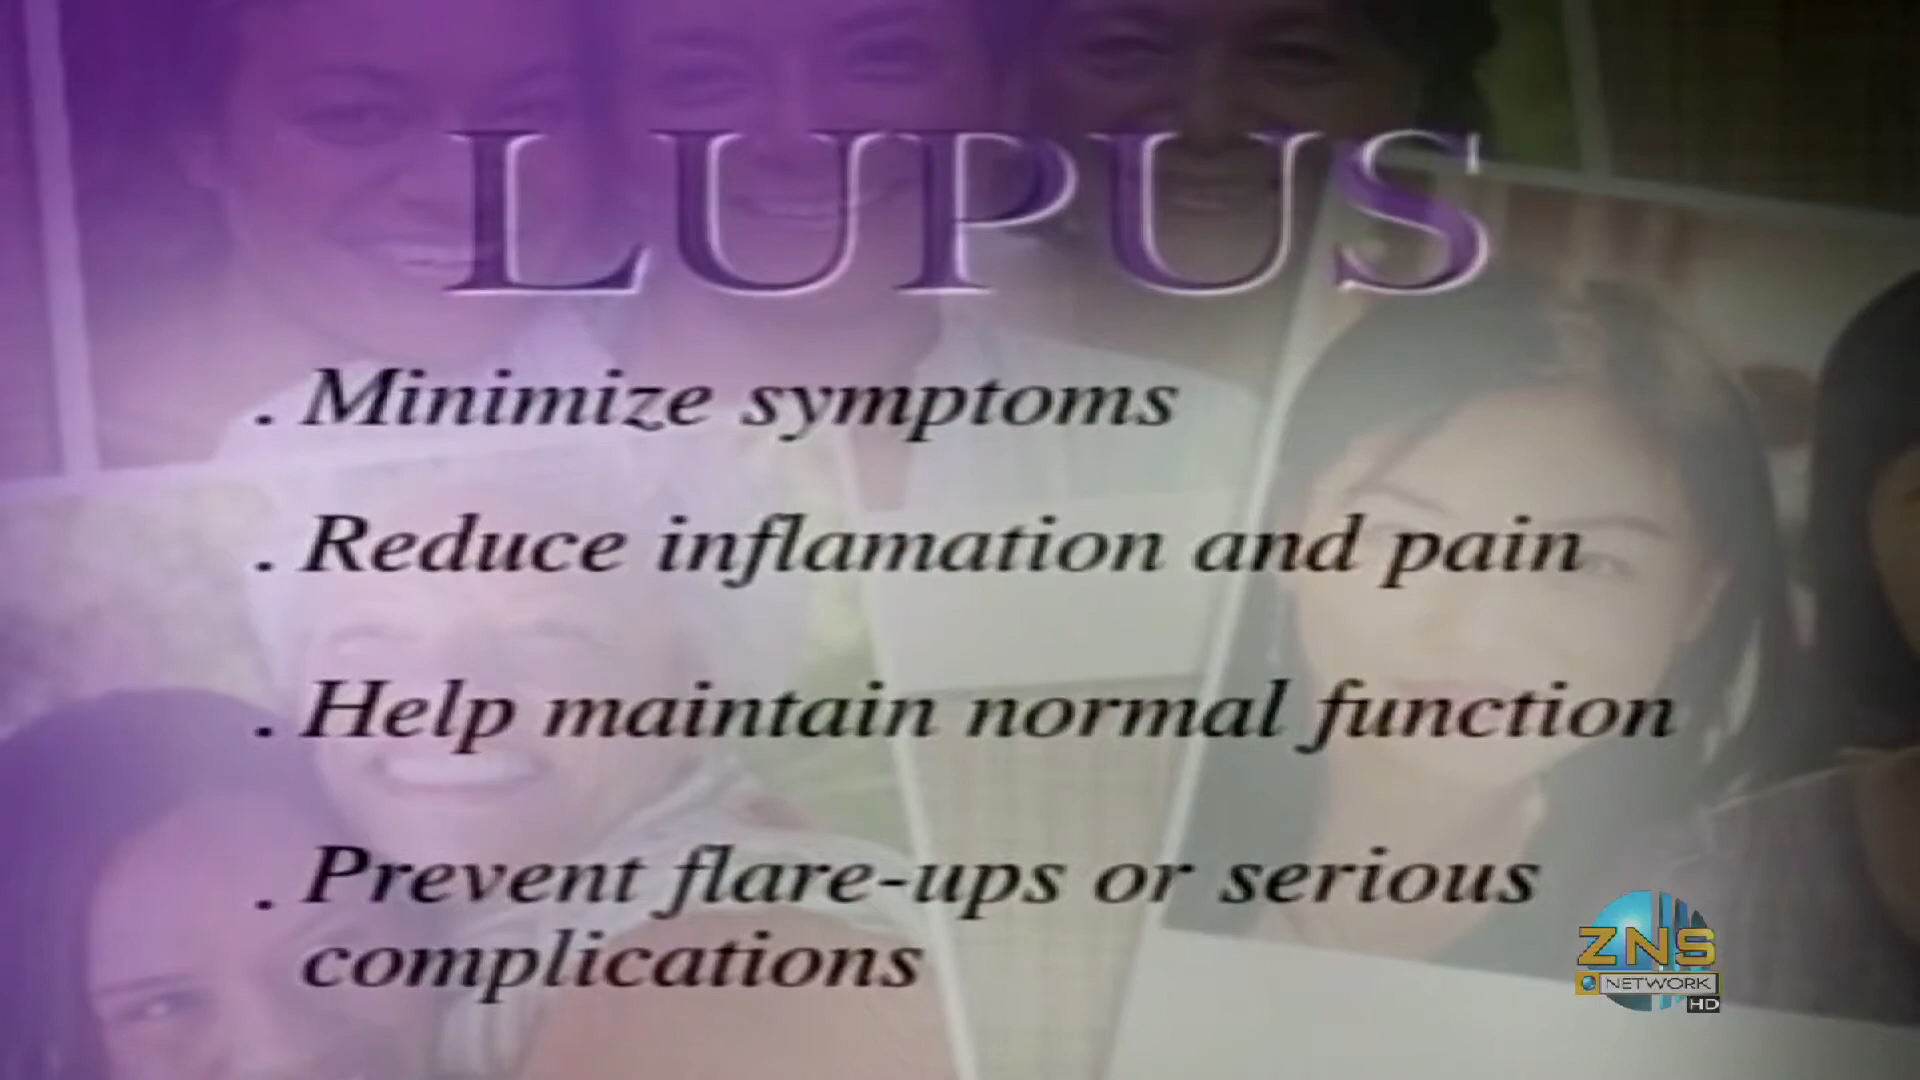 LUPUS
. Minimize symptoms
. Reduce inflamation and pain
. Help maintain normal function
. Prevent flare-ups or serious
complications
ZNS
NETWORK
HD